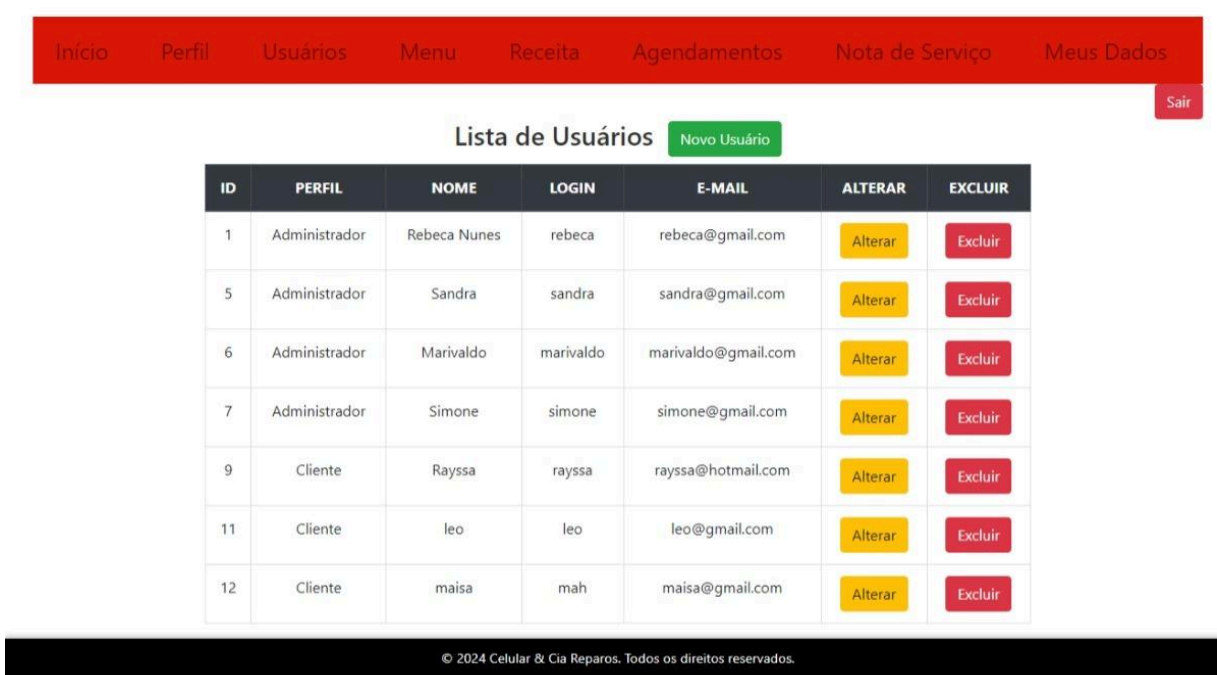 Início Perfil Usuários Menu Receita Agendamentos Nota de Serviço Meus Dados
Sair
Lista de Usuários Novo Usuário
ID PERFIL NOME LOGIN E-MAIL ALTERAR EXCLUIR
1 Administrador Rebeca Nunes rebeca rebeca@gmail.com Alterar Excluir
5 Administrador Sandra sandra sandra@gmail.com Alterar Excluir
6 Administrador Marivaldo marivaldo marivaldo@gmail.com Alterar Excluir
7 Administrador Simone simone simone@gmail.com Alterar Excluir
9 Cliente Rayssa rayssa rayssa@hotmail.com Alterar Excluir
11 Cliente leo leo leo@gmail.com Alterar Excluir
12 Cliente maisa mah maisa@gmail.com Alterar Excluir
© 2024 Celular & Cia Reparos. Todos os direitos reservados.